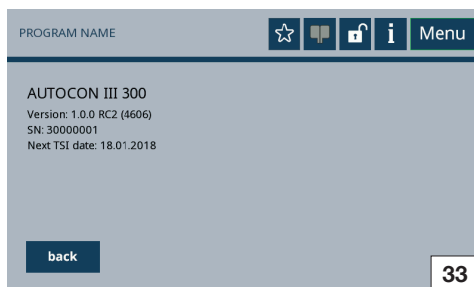 PROGRAM NAME
i Menu
AUTOCON III 300
Version: 1.0.0 RC2 (4606)
SN: 30000001
Next TSI date: 18.01.2018
back
33